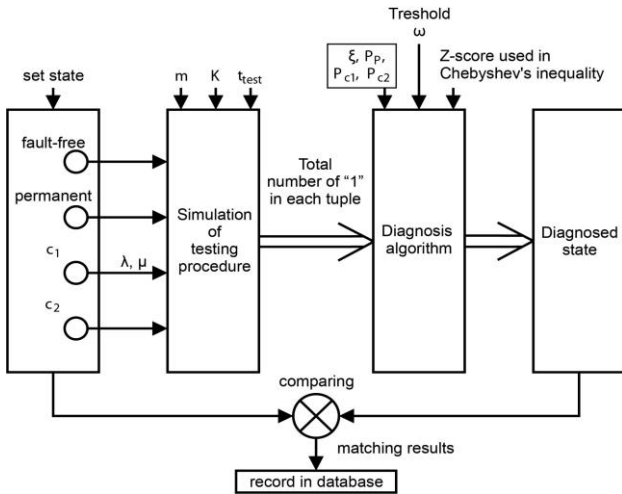 Treshold
ω
set state
m
K
t_test
ξ, P_P,
P_c1, P_c2
Z-score used in
Chebyshev's inequality
fault-free
permanent
c_1
λ, μ
c_2
Simulation
of
testing
procedure
Total
number of “1”
in each tuple
Diagnosis
algorithm
Diagnosed
state
comparing
matching results
record in database